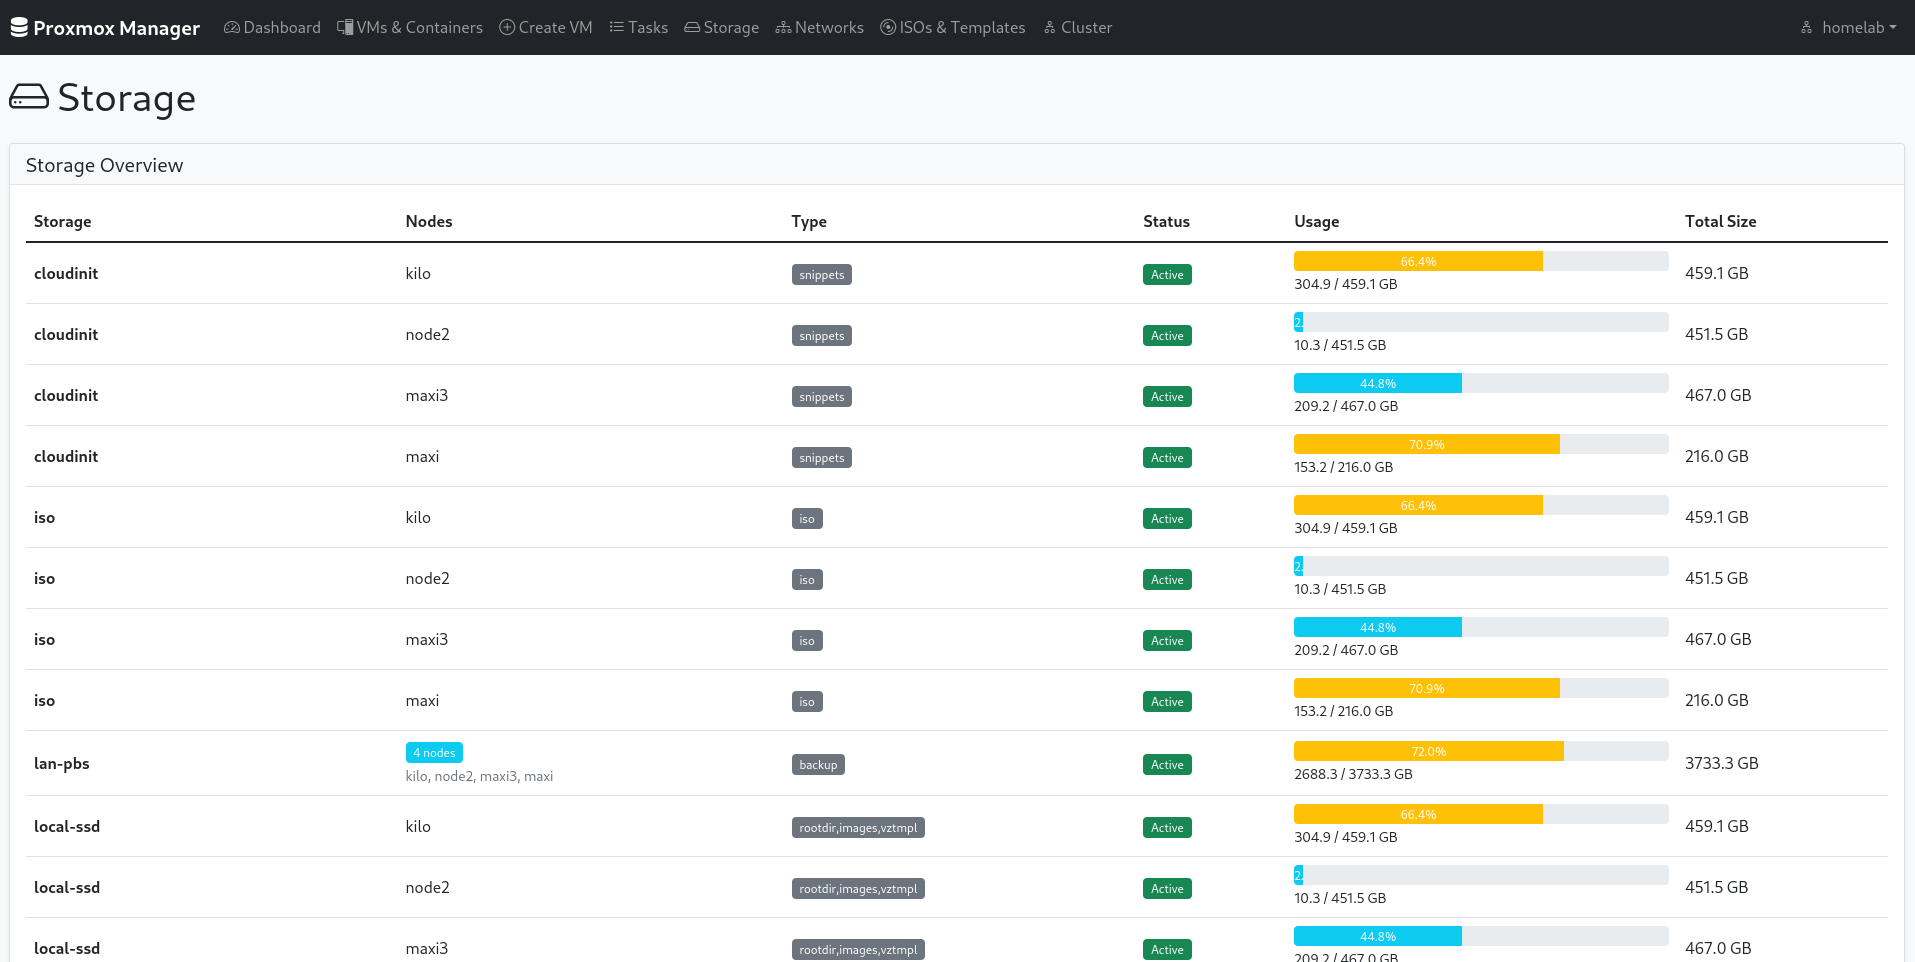 Proxmox Manager Dashboard VMs & Containers Create VM Tasks Storage Networks ISOs & Templates Cluster homelab
Storage
Storage Overview
Storage Nodes Type Status Usage Total Size
cloudinit kilo snippets Active 66.4% 459.1 GB
304.9 / 459.1 GB
cloudinit node2 snippets Active 2. 451.5 GB
10.3 / 451.5 GB
cloudinit maxi3 snippets Active 44.8% 467.0 GB
209.2 / 467.0 GB
cloudinit maxi snippets Active 70.9% 216.0 GB
153.2 / 216.0 GB
iso kilo iso Active 66.4% 459.1 GB
304.9 / 459.1 GB
iso node2 iso Active 2. 451.5 GB
10.3 / 451.5 GB
iso maxi3 iso Active 44.8% 467.0 GB
209.2 / 467.0 GB
iso maxi iso Active 70.9% 216.0 GB
153.2 / 216.0 GB
lan-pbs 4 nodes backup Active 72.0% 3733.3 GB
kilo, node2, maxi3, maxi 2688.3 / 3733.3 GB
local-ssd kilo rootdir,images,vztmpl Active 66.4% 459.1 GB
304.9 / 459.1 GB
local-ssd node2 rootdir,images,vztmpl Active 2. 451.5 GB
10.3 / 451.5 GB
local-ssd maxi3 rootdir,images,vztmpl Active 44.8% 467.0 GB
209.2 / 467.0 GB